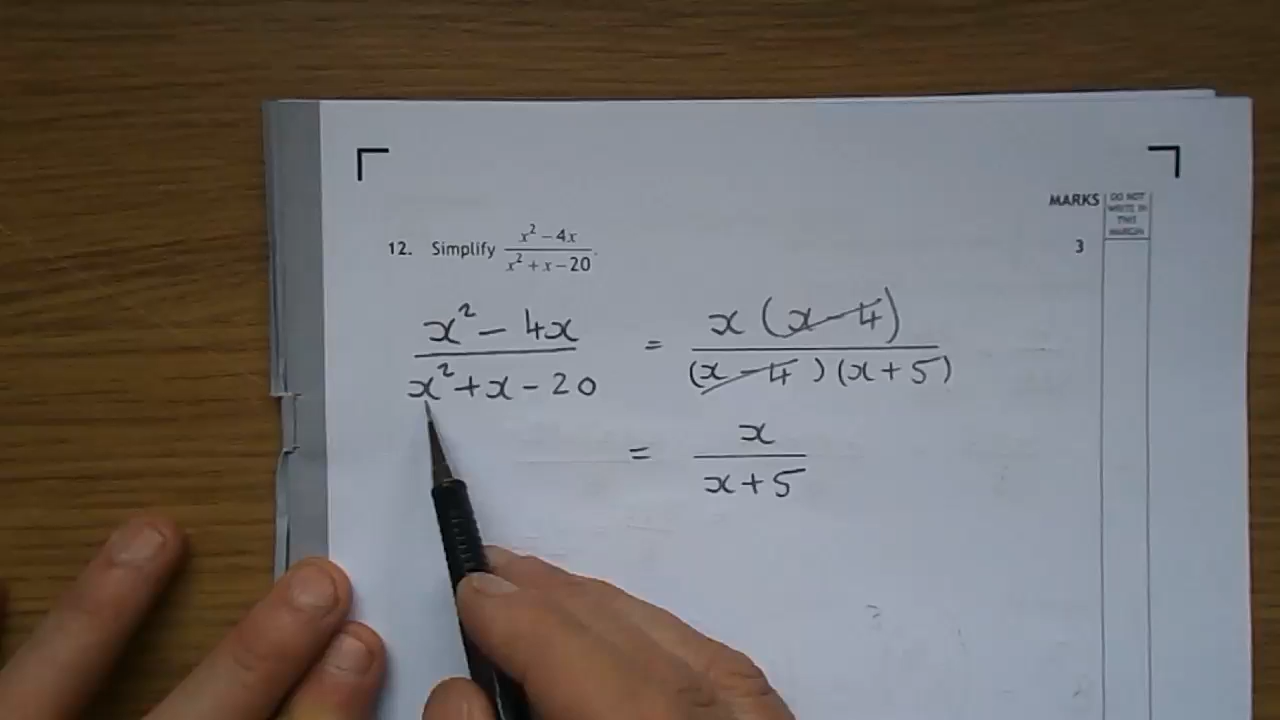 MARKS
DO NOT WRITE IN THIS MARGIN
12. Simplify (x² − 4x)/(x² + x − 20).
3
(x² − 4x)/(x² + x − 20) = x(x − 4)/((x − 4)(x + 5))
= x/(x + 5)